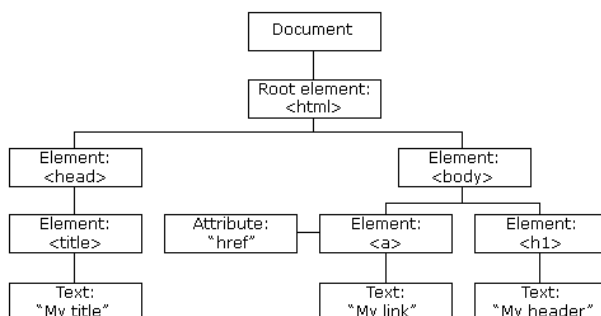 Document
Root element:
<html>
Element:
<head>
Element:
<body>
Element:
<title>
Attribute:
"href"
Element:
<a>
Element:
<h1>
Text:
"My title"
Text:
"My link"
Text:
"My header"